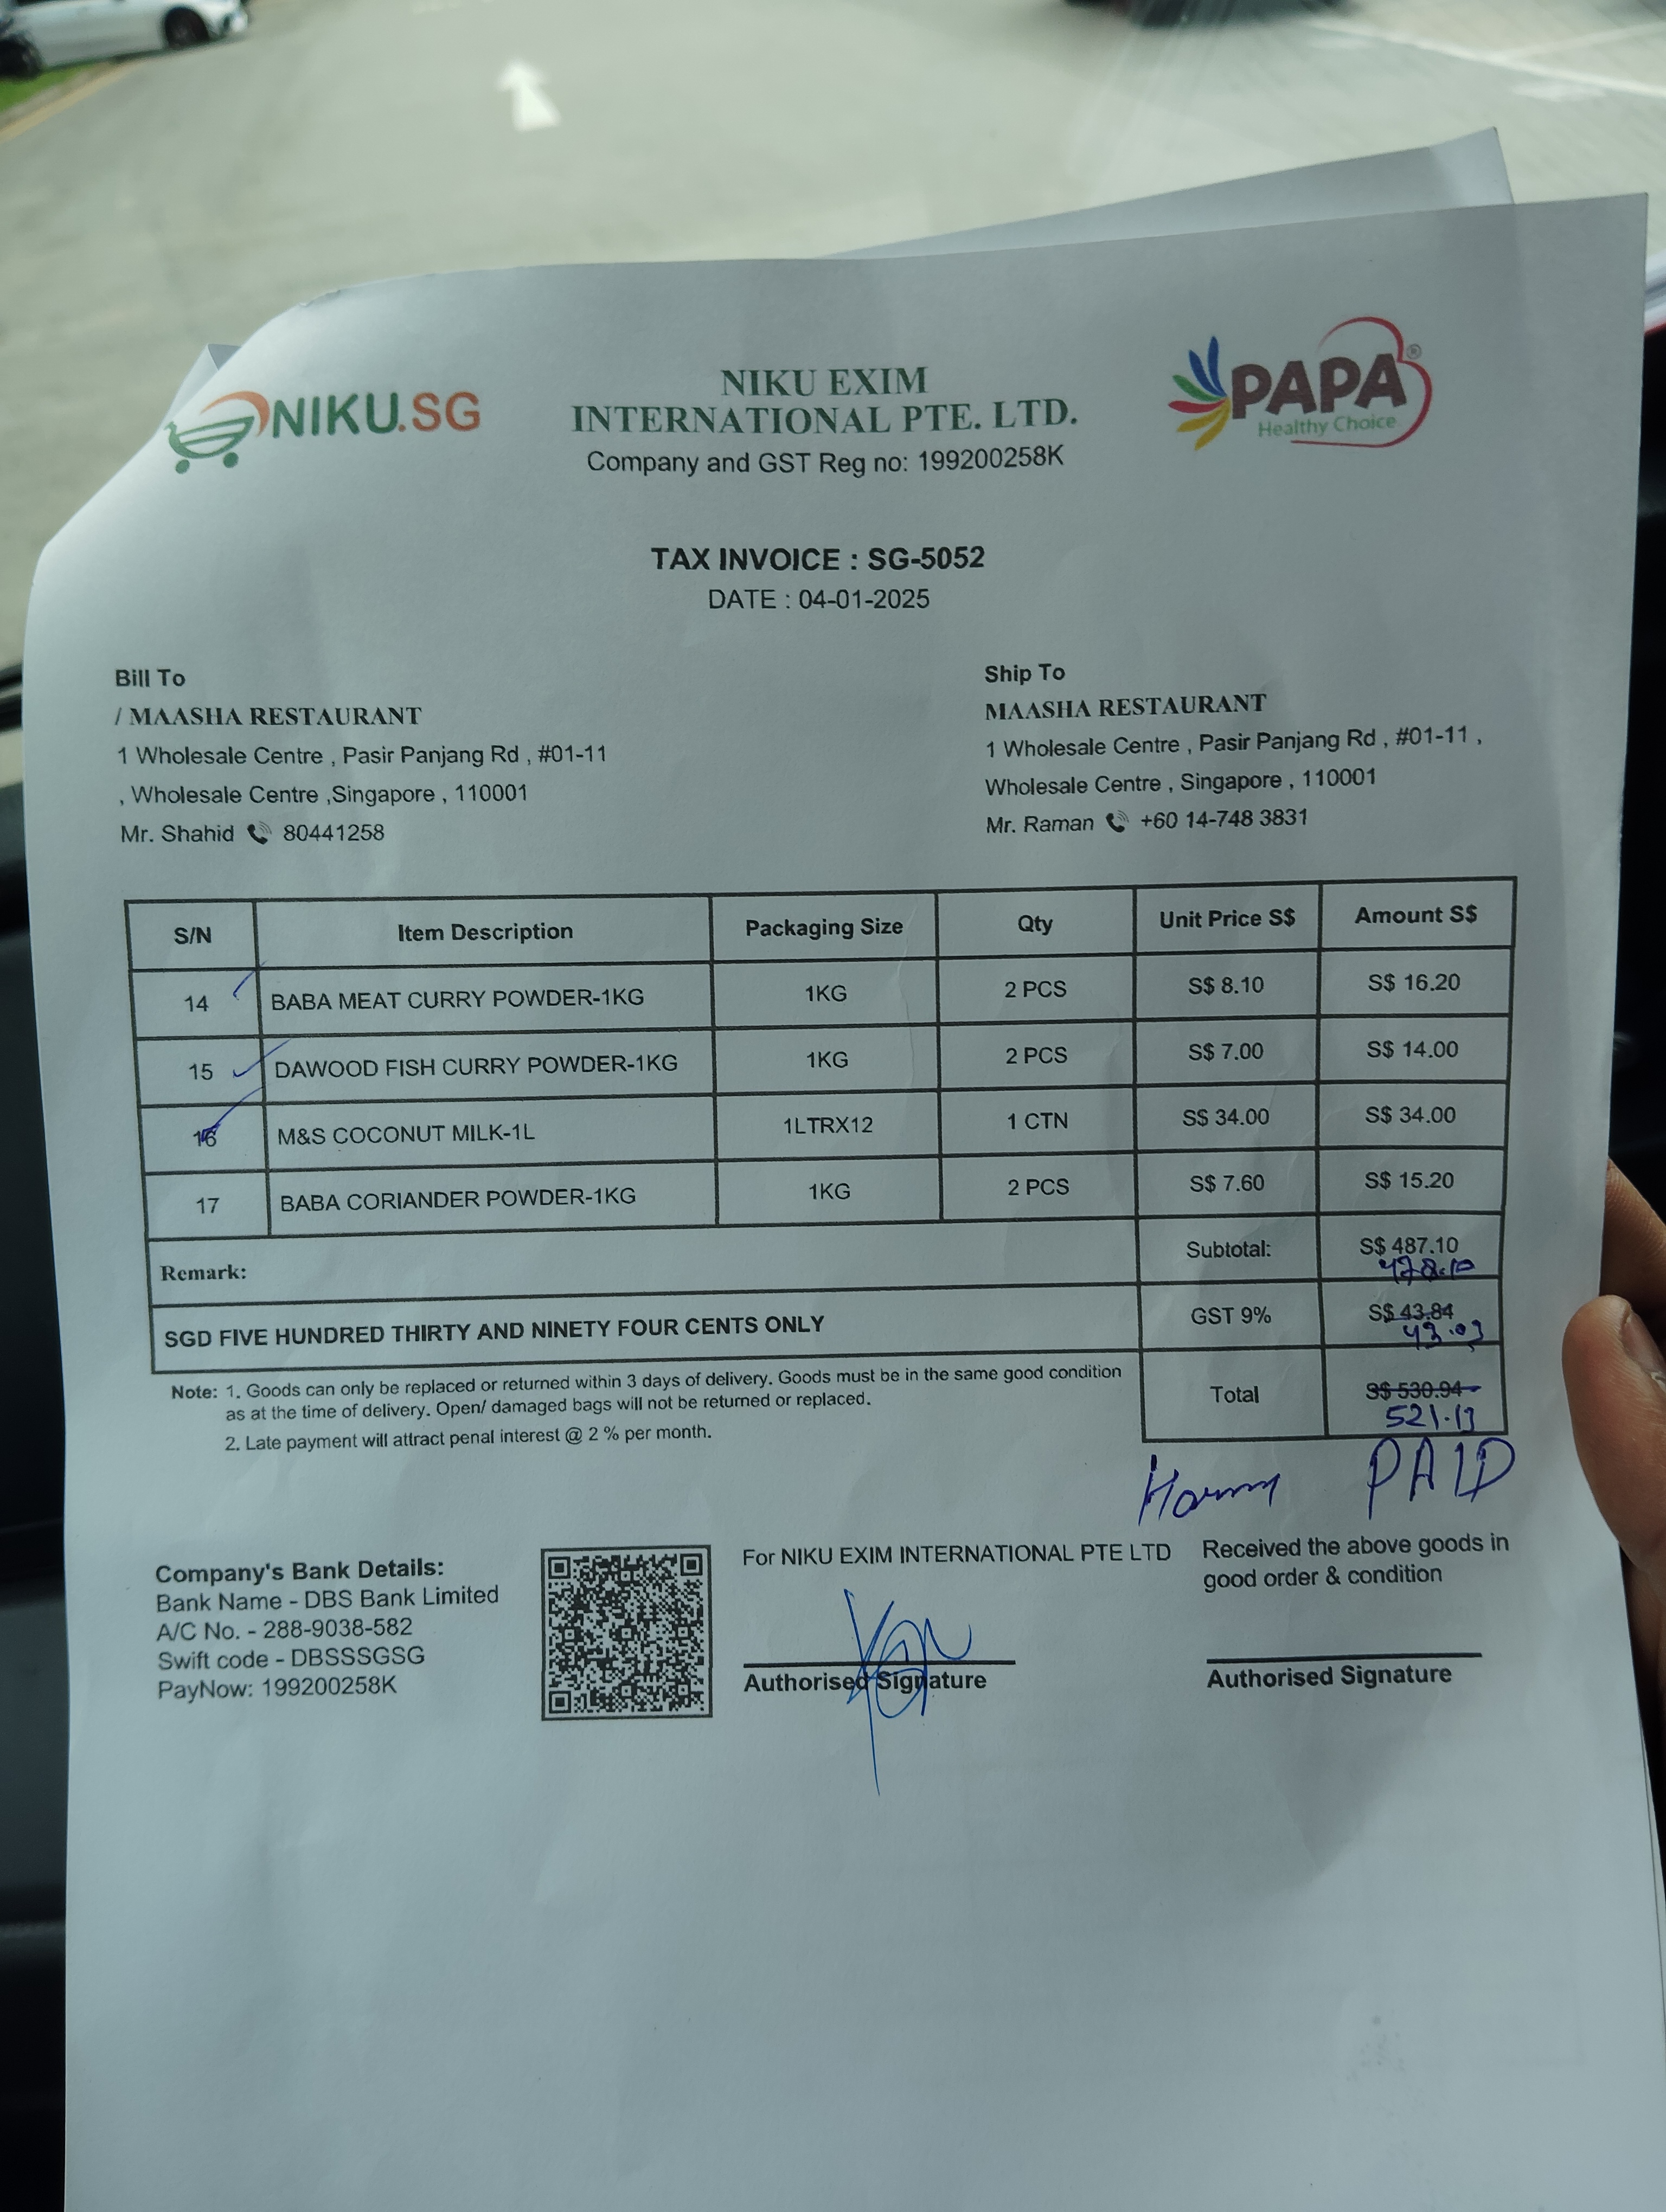 NIKU.SG
NIKU EXIM
INTERNATIONAL PTE. LTD.
Company and GST Reg no: 199200258K
PAPA®
Healthy Choice
TAX INVOICE : SG-5052
DATE : 04-01-2025
Bill To
/ MAASHA RESTAURANT
1 Wholesale Centre , Pasir Panjang Rd , #01-11
, Wholesale Centre ,Singapore , 110001
Mr. Shahid 80441258
Ship To
MAASHA RESTAURANT
1 Wholesale Centre , Pasir Panjang Rd , #01-11 ,
Wholesale Centre , Singapore , 110001
Mr. Raman +60 14-748 3831
S/N Item Description Packaging Size Qty Unit Price S$ Amount S$
14 BABA MEAT CURRY POWDER-1KG 1KG 2 PCS S$ 8.10 S$ 16.20
15 DAWOOD FISH CURRY POWDER-1KG 1KG 2 PCS S$ 7.00 S$ 14.00
16 M&S COCONUT MILK-1L 1LTRX12 1 CTN S$ 34.00 S$ 34.00
17 BABA CORIANDER POWDER-1KG 1KG 2 PCS S$ 7.60 S$ 15.20
Remark: Subtotal: S$ 487.10
478.10
SGD FIVE HUNDRED THIRTY AND NINETY FOUR CENTS ONLY GST 9% S$ 43.84
43.03
Total S$ 530.94
521.13
Note: 1. Goods can only be replaced or returned within 3 days of delivery. Goods must be in the same good condition
as at the time of delivery. Open/ damaged bags will not be returned or replaced.
2. Late payment will attract penal interest @ 2 % per month.
PAID
Company's Bank Details:
Bank Name - DBS Bank Limited
A/C No. - 288-9038-582
Swift code - DBSSSGSG
PayNow: 199200258K
For NIKU EXIM INTERNATIONAL PTE LTD
Authorised Signature
Received the above goods in
good order & condition
Authorised Signature